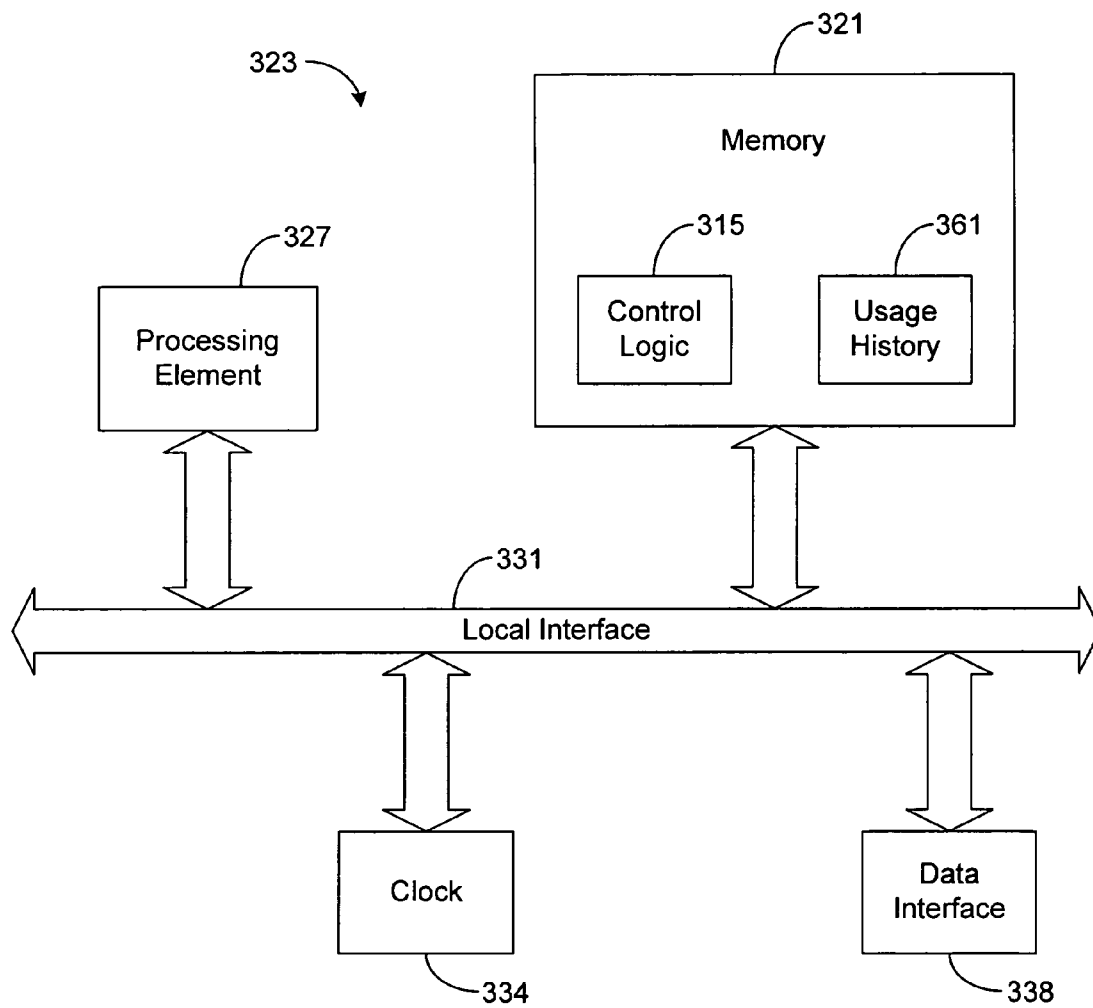 321
323
Memory
315
361
327
Control
Logic
Usage
History
Processing
Element
331
Local Interface
Clock
Data
Interface
334
338